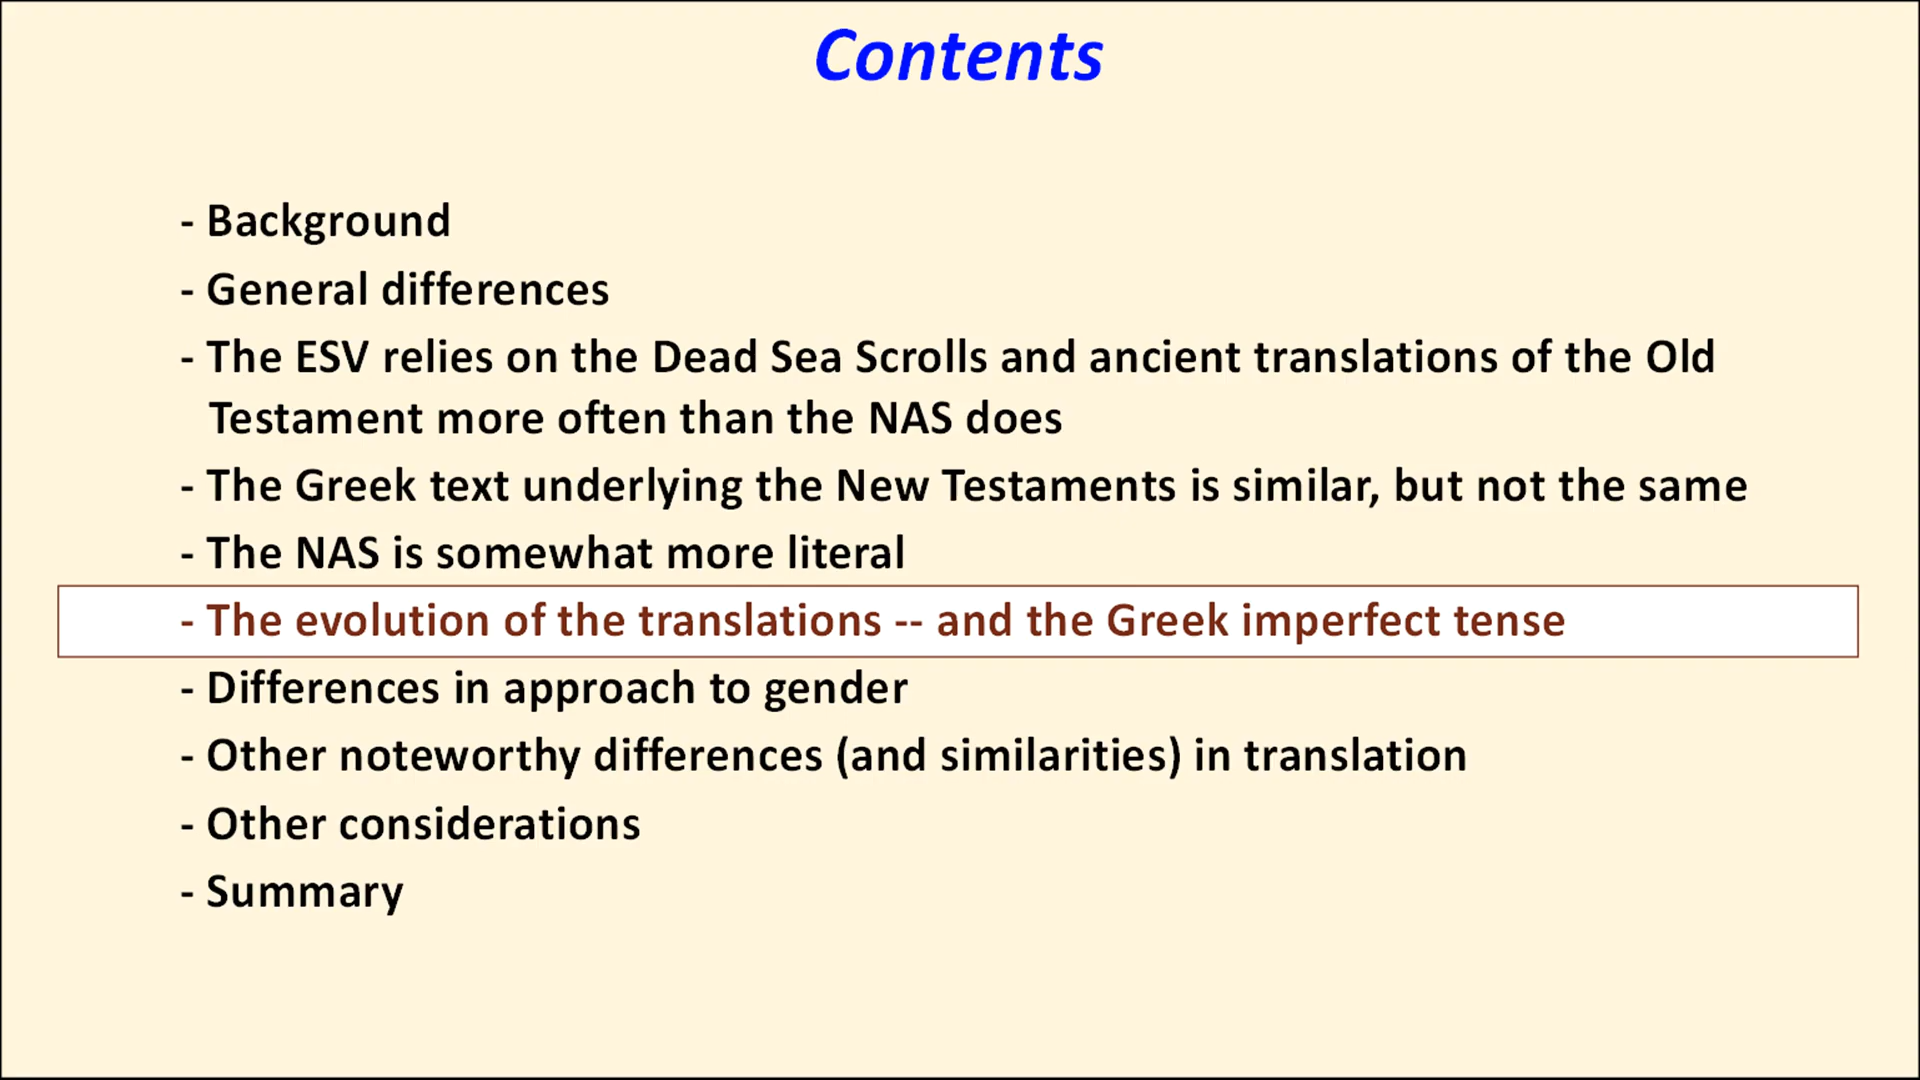 Contents
- Background
- General differences
- The ESV relies on the Dead Sea Scrolls and ancient translations of the Old
Testament more often than the NAS does
- The Greek text underlying the New Testaments is similar, but not the same
- The NAS is somewhat more literal
- The evolution of the translations -- and the Greek imperfect tense
- Differences in approach to gender
- Other noteworthy differences (and similarities) in translation
- Other considerations
- Summary